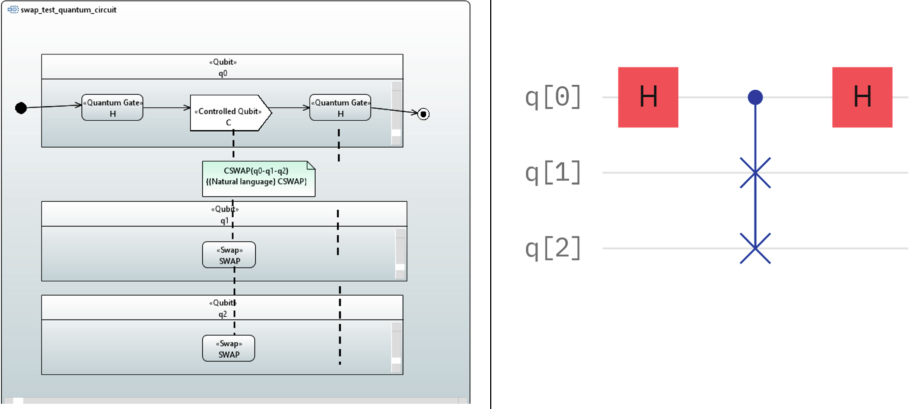 swap_test_quantum_circuit
«Qubit»
q0
«Quantum Gate»
H
«Controlled Qubit»
C
«Quantum Gate»
H
CSWAP(q0-q1-q2)
{{Natural language} CSWAP}
«Qubit»
q1
«Swap»
SWAP
«Qubit»
q2
«Swap»
SWAP
q[0]
H
H
q[1]
q[2]